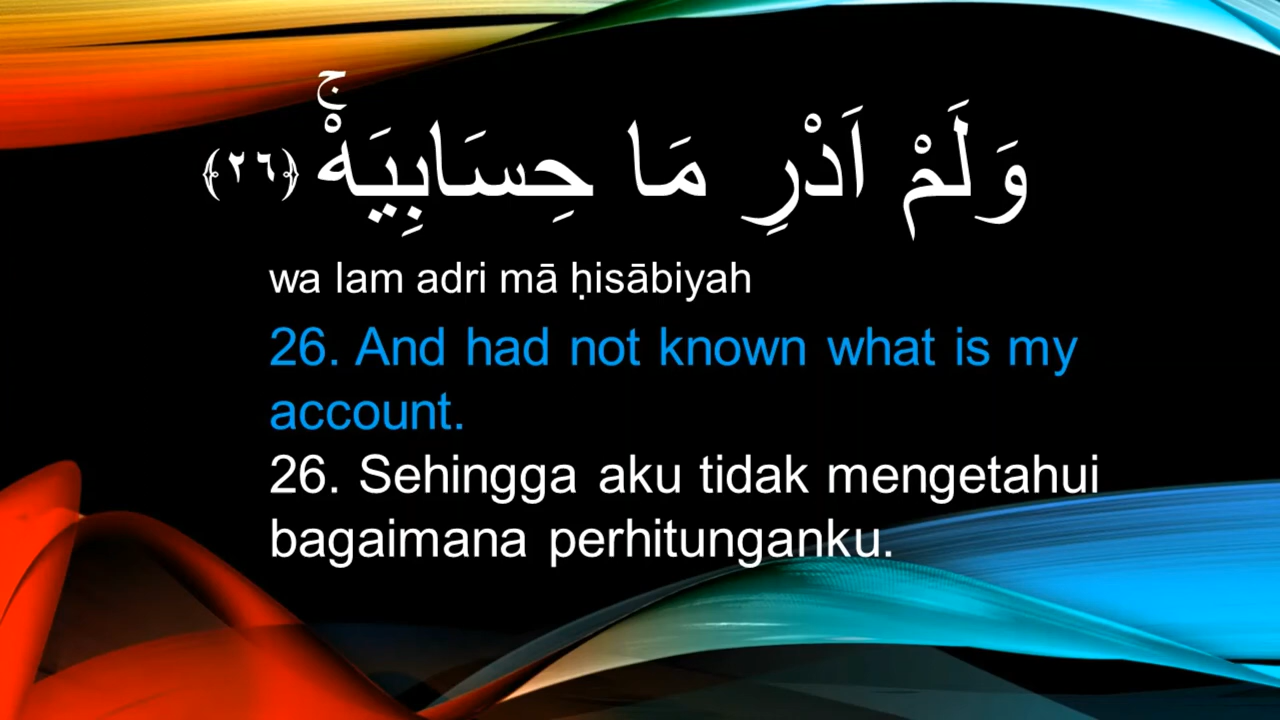 وَلَمْ اَدْرِ مَا حِسَابِيَهْۚ ﴿٢٦﴾
wa lam adri mā ḥisābiyah
26. And had not known what is my
account.
26. Sehingga aku tidak mengetahui
bagaimana perhitunganku.